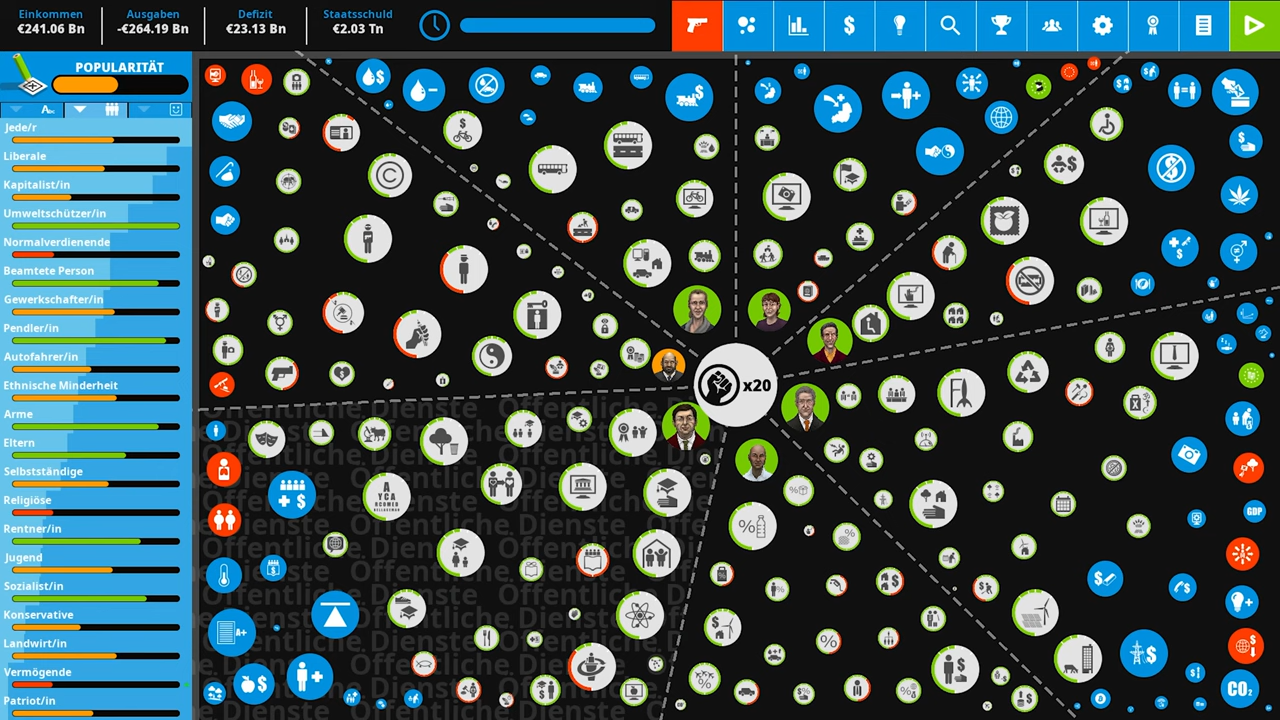 Einkommen
€241.06 Bn
Ausgaben
-€264.19 Bn
Defizit
€23.13 Bn
Staatsschuld
€2.03 Tn
POPULARITÄT
Jede/r
Liberale
Kapitalist/in
Umweltschützer/in
Normalverdienende
Beamtete Person
Gewerkschafter/in
Pendler/in
Autofahrer/in
Ethnische Minderheit
Arme
Eltern
Selbstständige
Religiöse
Rentner/in
Jugend
Sozialist/in
Konservative
Landwirt/in
Vermögende
Patriot/in
x20
Öffentliche Dienste
GDP
CO₂
A+
A
YCA